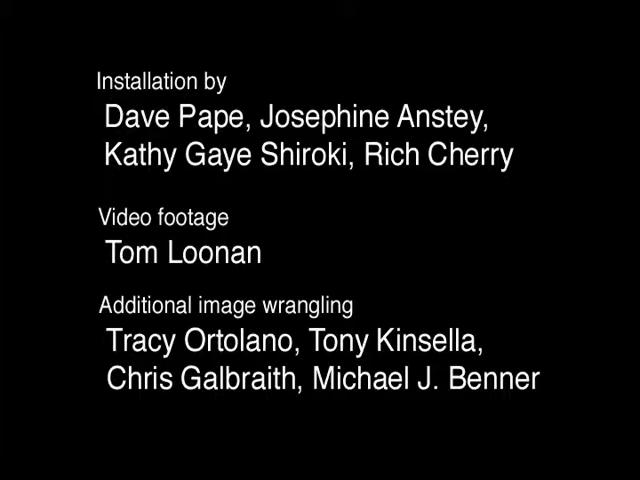 Installation by
Dave Pape, Josephine Anstey,
Kathy Gaye Shiroki, Rich Cherry
Video footage
Tom Loonan
Additional image wrangling
Tracy Ortolano, Tony Kinsella,
Chris Galbraith, Michael J. Benner